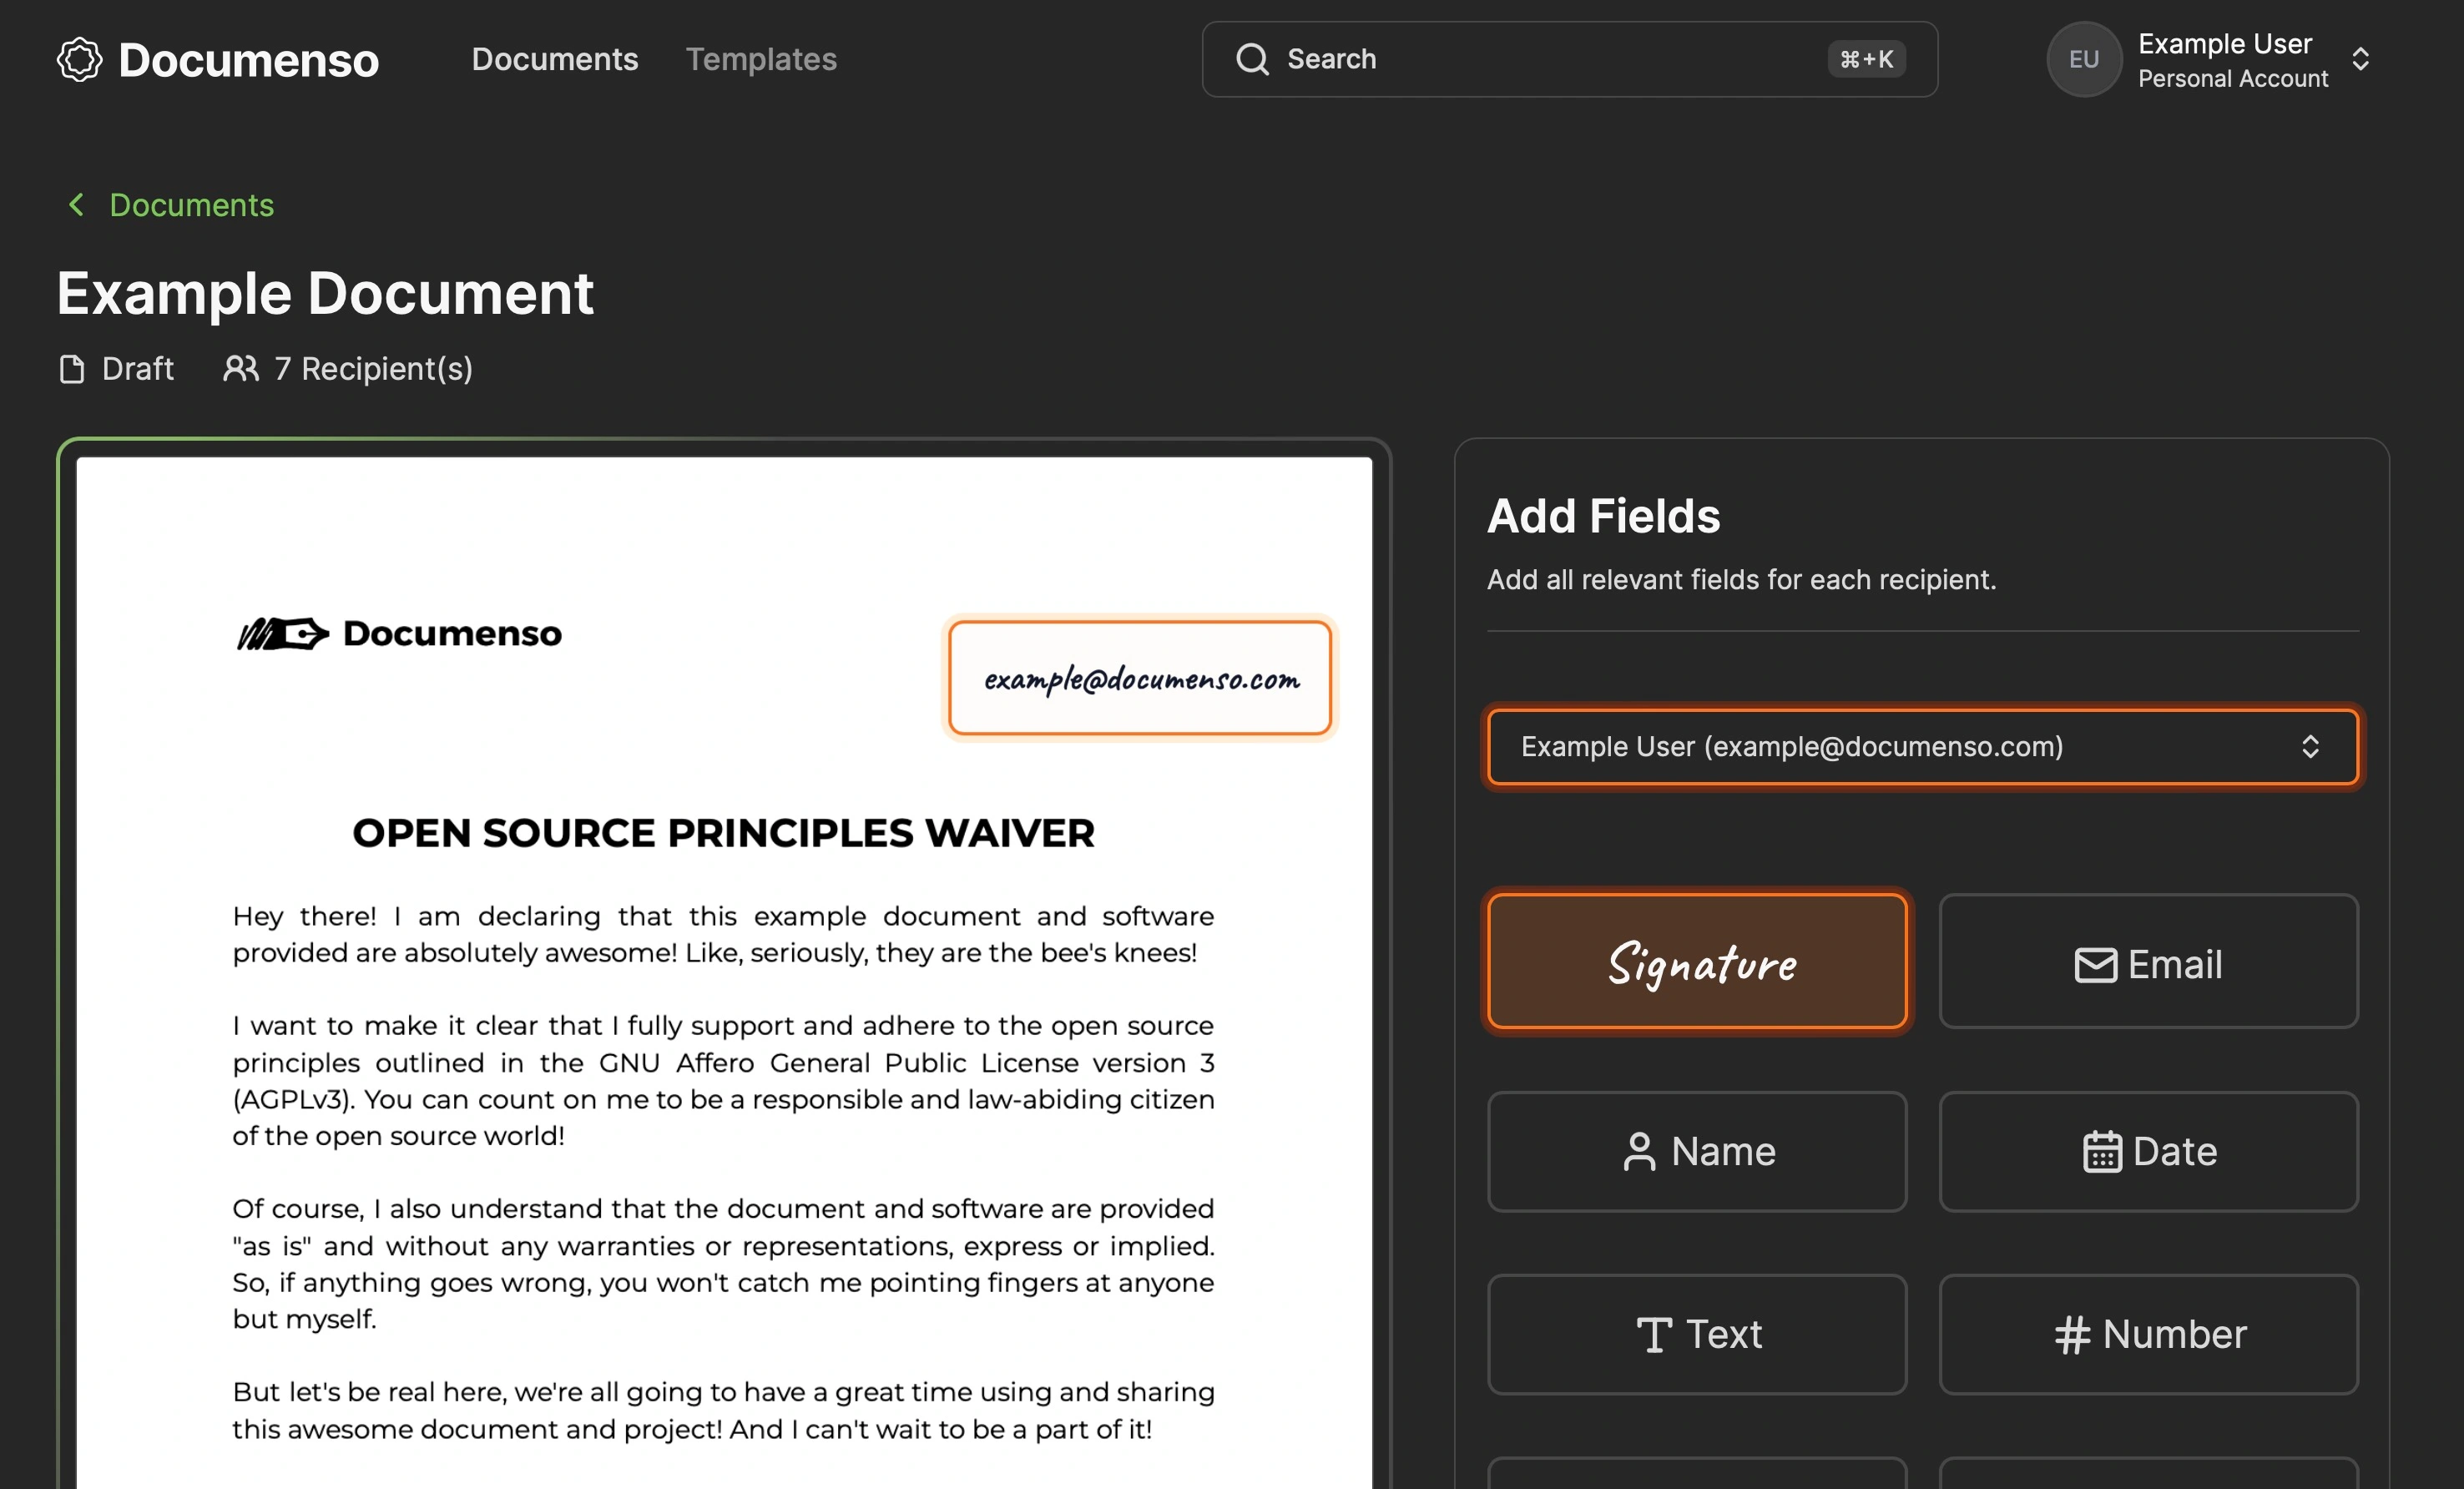 Documenso
Documents
Templates
Search
⌘+K
EU
Example User
Personal Account
Documents
Example Document
Draft
7 Recipient(s)
Documenso
example@documenso.com
OPEN SOURCE PRINCIPLES WAIVER
Hey there! I am declaring that this example document and software
provided are absolutely awesome! Like, seriously, they are the bee's knees!
I want to make it clear that I fully support and adhere to the open source
principles outlined in the GNU Affero General Public License version 3
(AGPLv3). You can count on me to be a responsible and law-abiding citizen
of the open source world!
Of course, I also understand that the document and software are provided
"as is" and without any warranties or representations, express or implied.
So, if anything goes wrong, you won't catch me pointing fingers at anyone
but myself.
But let's be real here, we're all going to have a great time using and sharing
this awesome document and project! And I can't wait to be a part of it!
Add Fields
Add all relevant fields for each recipient.
Example User (example@documenso.com)
Signature
Email
Name
Date
Text
Number